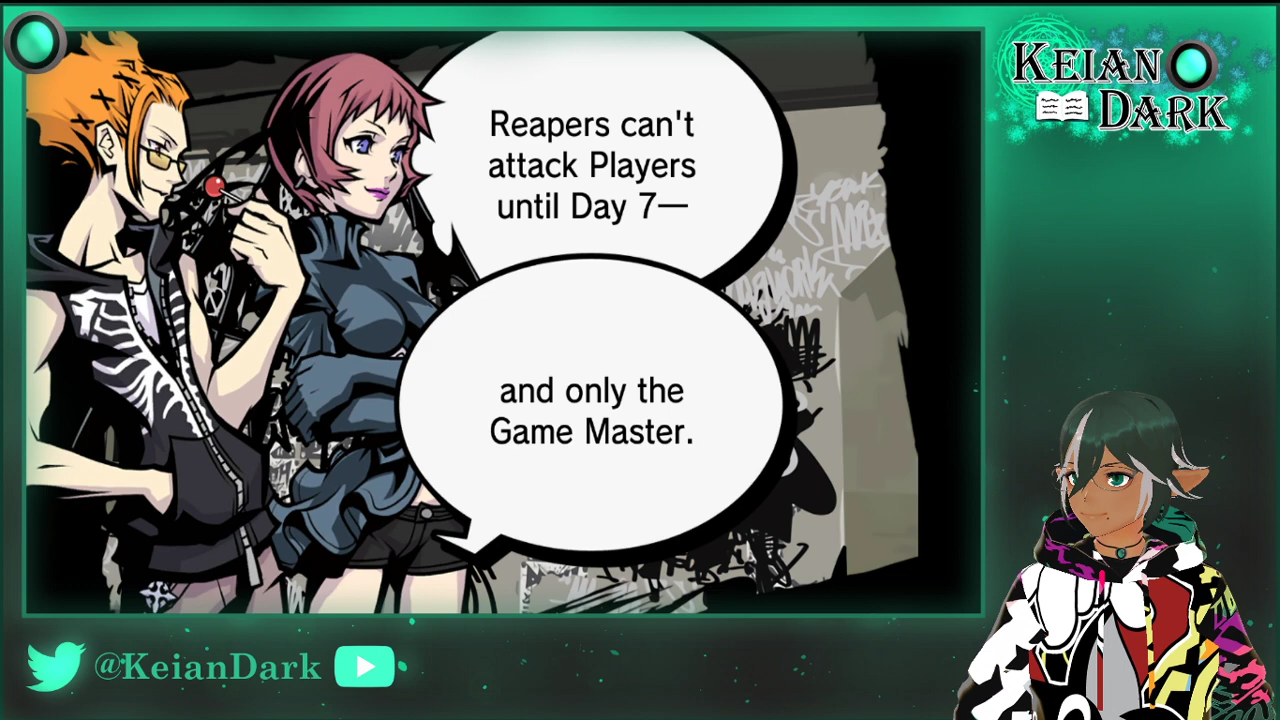 Reapers can't
attack Players
until Day 7—
and only the
Game Master.
KEIAN
DARK
@KeianDark